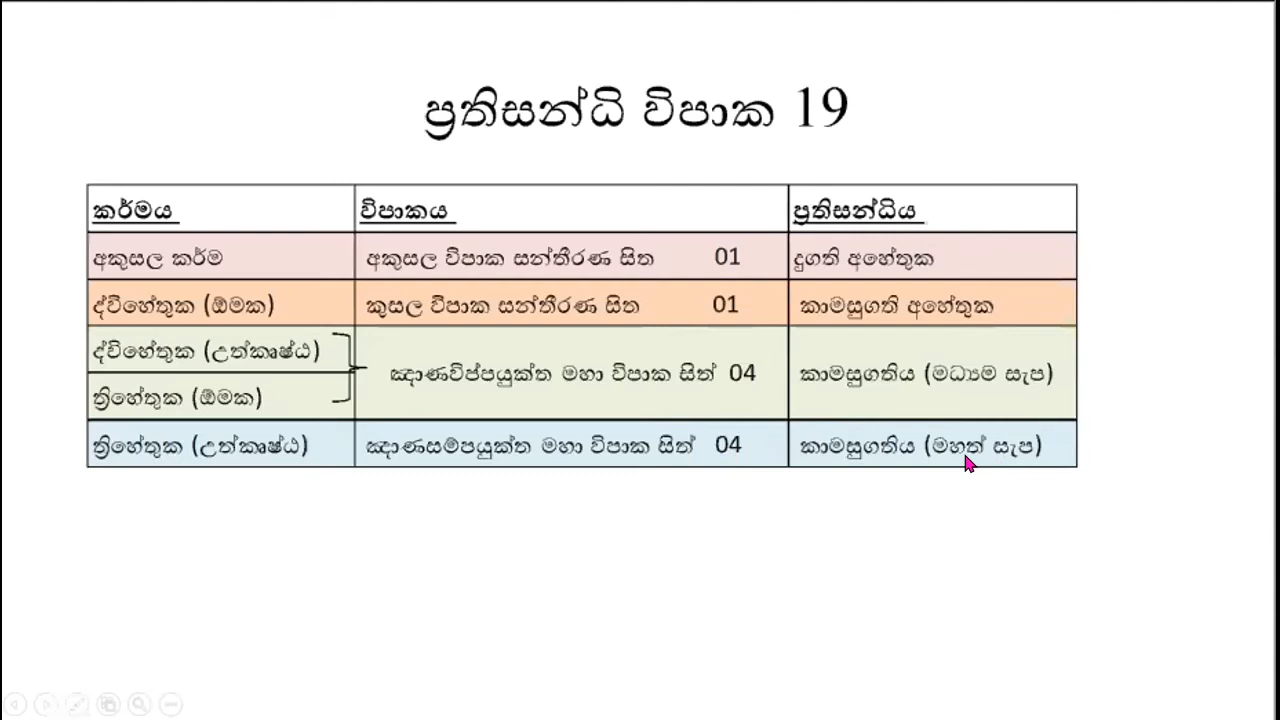 ප්‍රතිසන්ධි විපාක 19
කර්මය විපාකය ප්‍රතිසන්ධිය
අකුසල කර්ම අකුසල විපාක සන්තීරණ සිත 01 දුගති අහේතුක
ද්විහේතුක (ඕමක) කුසල විපාක සන්තීරණ සිත 01 කාමසුගති අහේතුක
ද්විහේතුක (උත්කෘෂ්ඨ)
ඤාණවිප්පයුක්ත මහා විපාක සිත් 04 කාමසුගතිය (මධ්‍යම සැප)
ත්‍රිහේතුක (ඕමක)
ත්‍රිහේතුක (උත්කෘෂ්ඨ) ඤාණසම්පයුක්ත මහා විපාක සිත් 04 කාමසුගතිය (මහත් සැප)